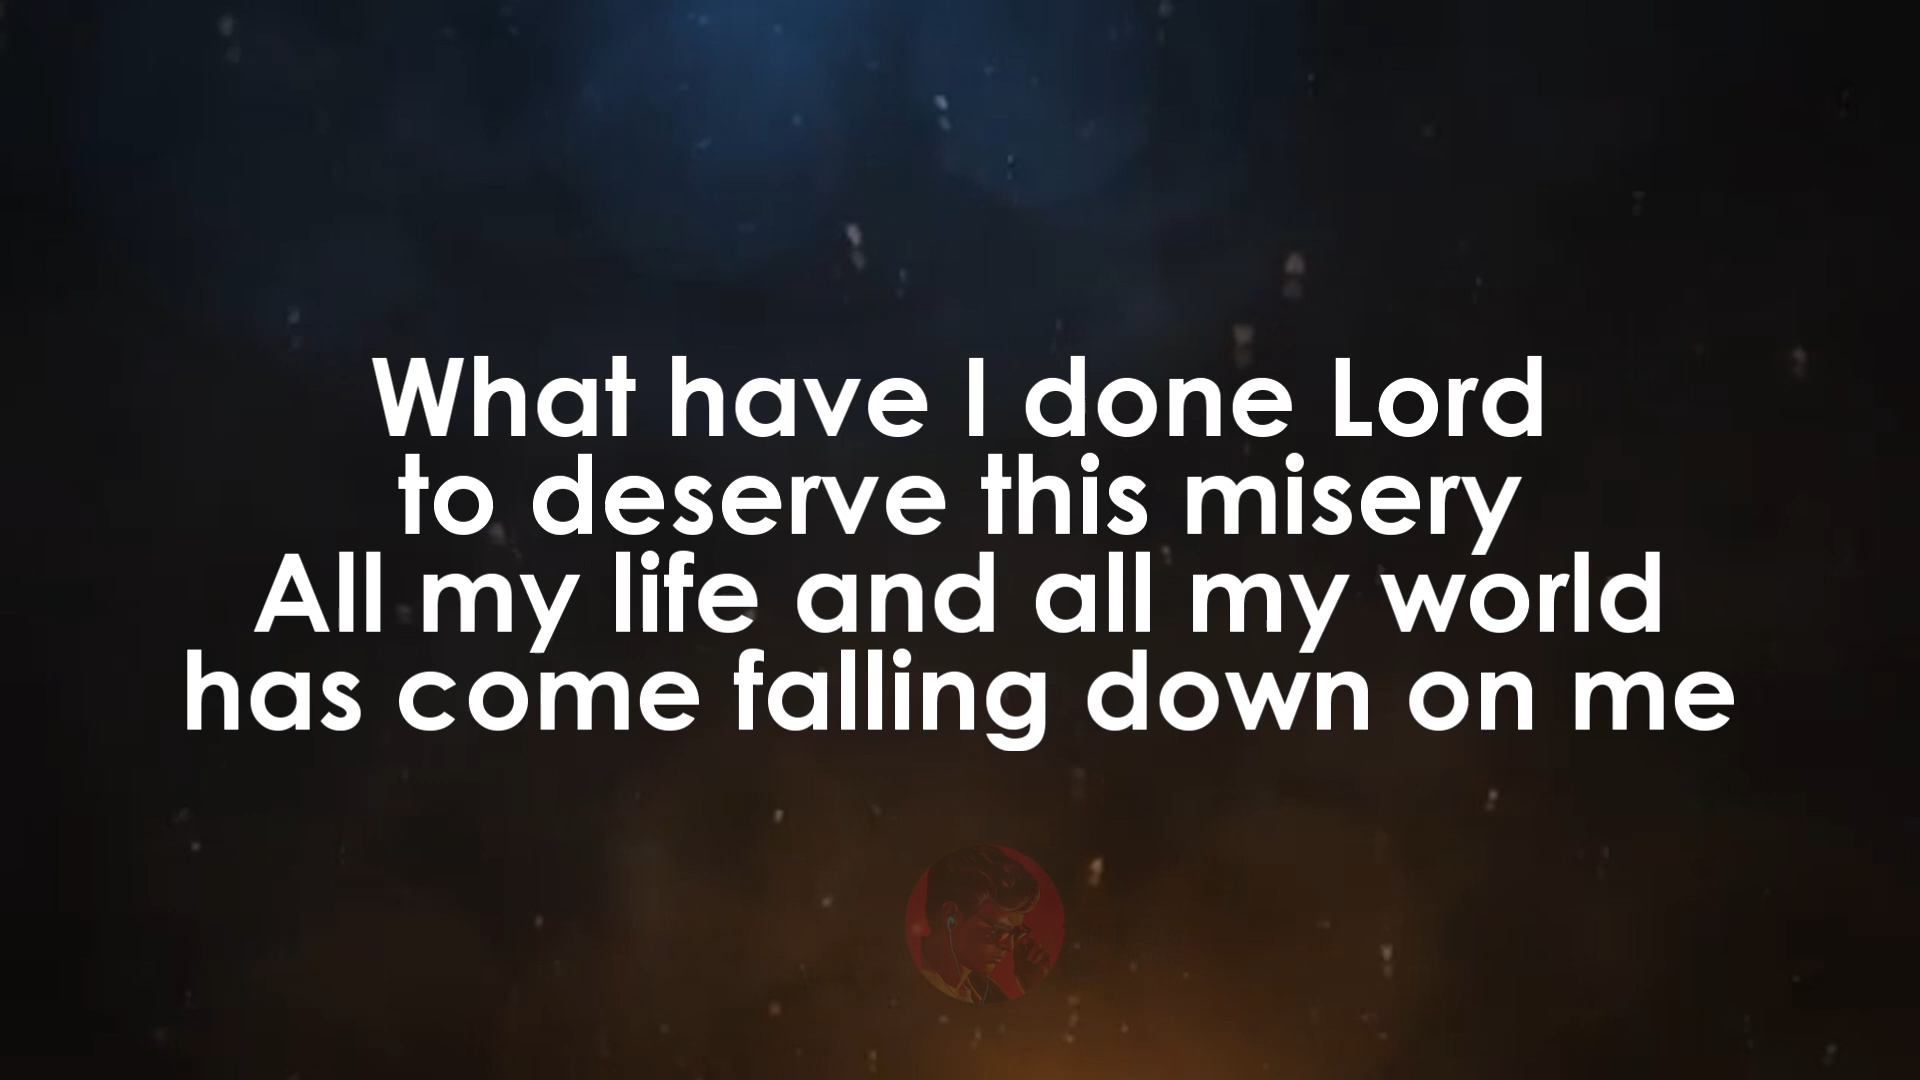 What have I done Lord
to deserve this misery
All my life and all my world
has come falling down on me